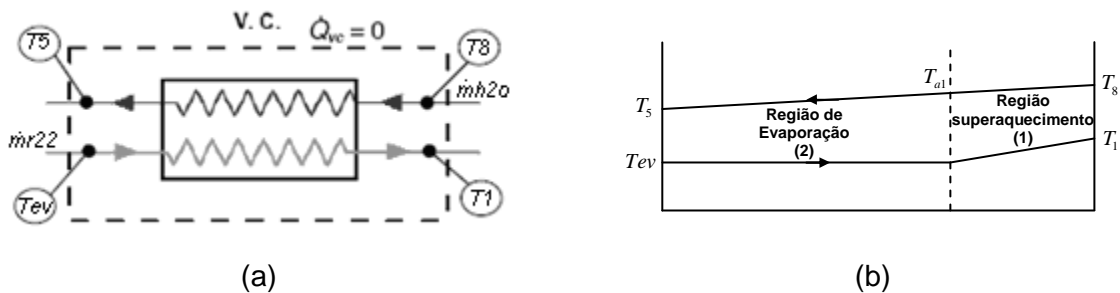 V. C.
Q̇vc = 0
T5
T8
ṁh2o
ṁr22
Tev
T1
(a)
Ta1
T8
T5
Região de
Evaporação
(2)
Região
superaquecimento
(1)
T1
Tev
(b)